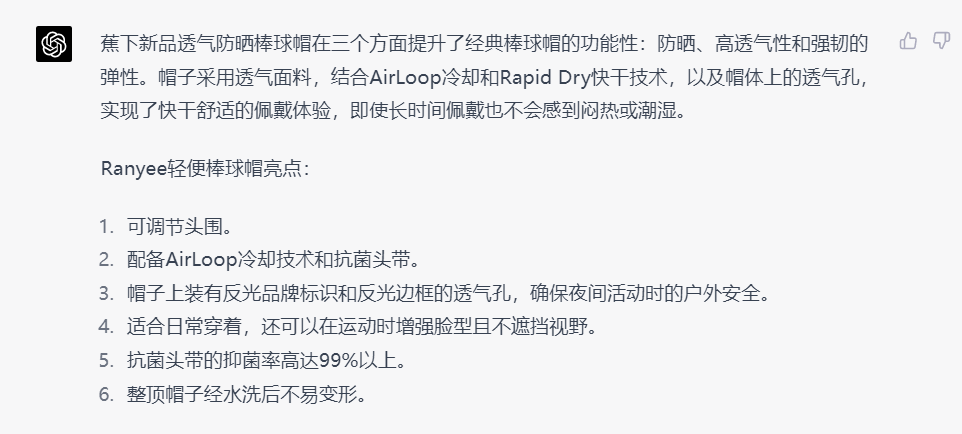 蕉下新品透气防晒棒球帽在三个方面提升了经典棒球帽的功能性：防晒、高透气性和强韧的
弹性。帽子采用透气面料，结合AirLoop冷却和Rapid Dry快干技术，以及帽体上的透气孔，
实现了快干舒适的佩戴体验，即使长时间佩戴也不会感到闷热或潮湿。
Ranyee轻便棒球帽亮点：
1. 可调节头围。
2. 配备AirLoop冷却技术和抗菌头带。
3. 帽子上装有反光品牌标识和反光边框的透气孔，确保夜间活动时的户外安全。
4. 适合日常穿着，还可以在运动时增强脸型且不遮挡视野。
5. 抗菌头带的抑菌率高达99%以上。
6. 整顶帽子经水洗后不易变形。